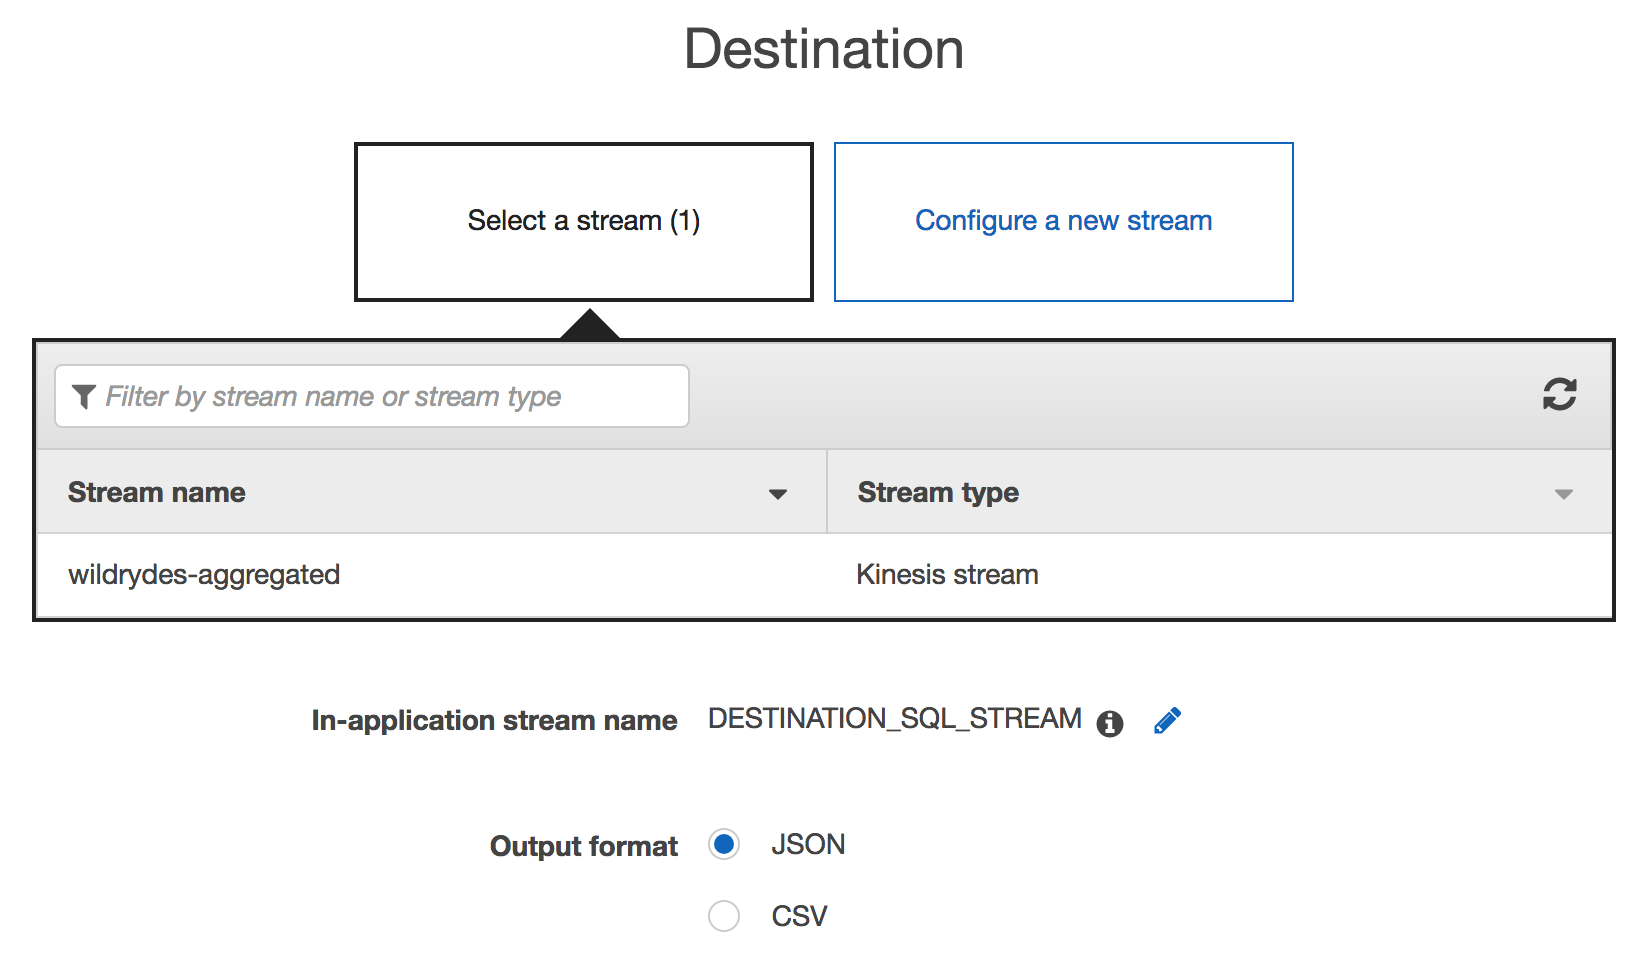 Destination
Select a stream (1)
Configure a new stream
Filter by stream name or stream type
Stream name
Stream type
wildrydes-aggregated
Kinesis stream
In-application stream name
DESTINATION_SQL_STREAM
Output format
JSON
CSV